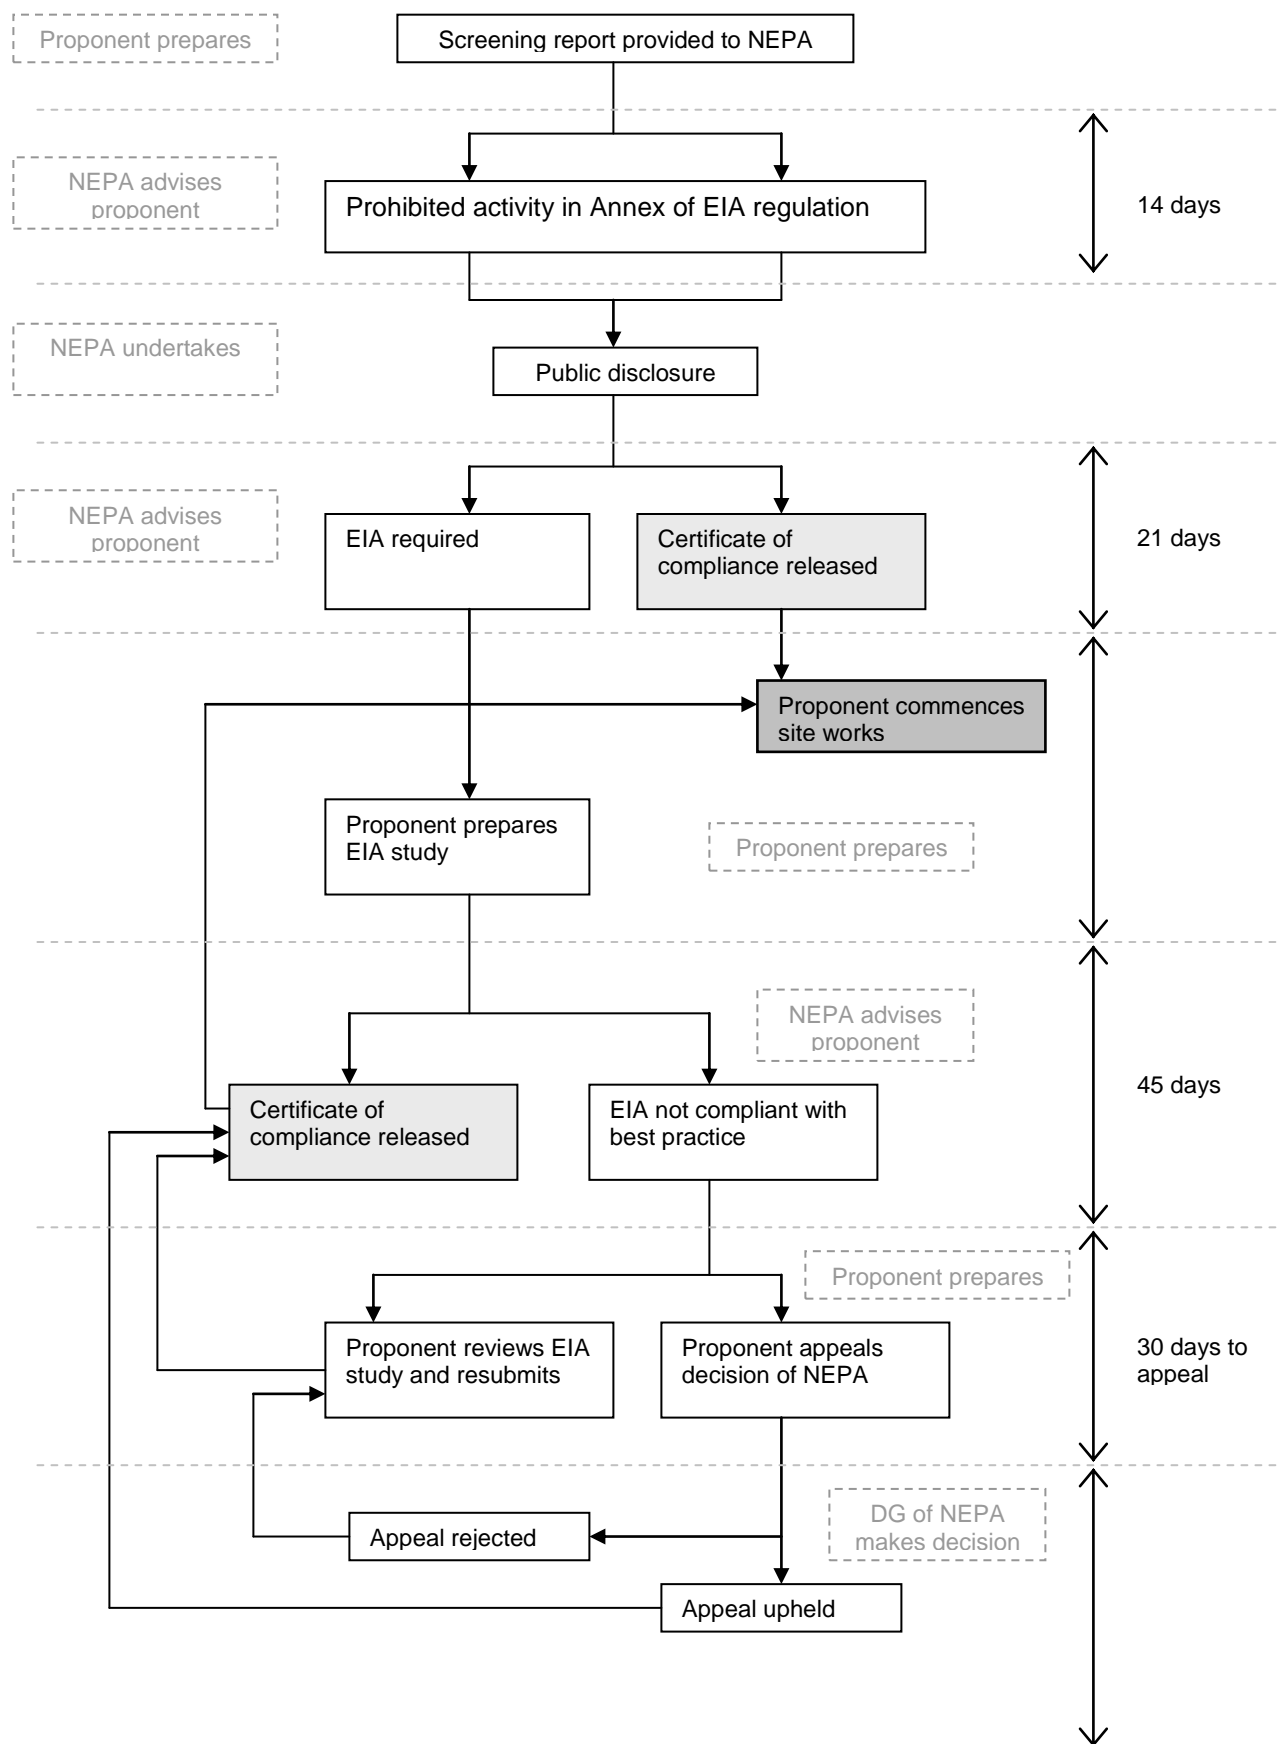 Proponent prepares
Screening report provided to NEPA
NEPA advises
proponent
Prohibited activity in Annex of EIA regulation
14 days
NEPA undertakes
Public disclosure
NEPA advises
proponent
EIA required
Certificate of
compliance released
21 days
Proponent commences
site works
Proponent prepares
EIA study
Proponent prepares
NEPA advises
proponent
Certificate of
compliance released
EIA not compliant with
best practice
45 days
Proponent prepares
Proponent reviews EIA
study and resubmits
Proponent appeals
decision of NEPA
30 days to
appeal
DG of NEPA
makes decision
Appeal rejected
Appeal upheld